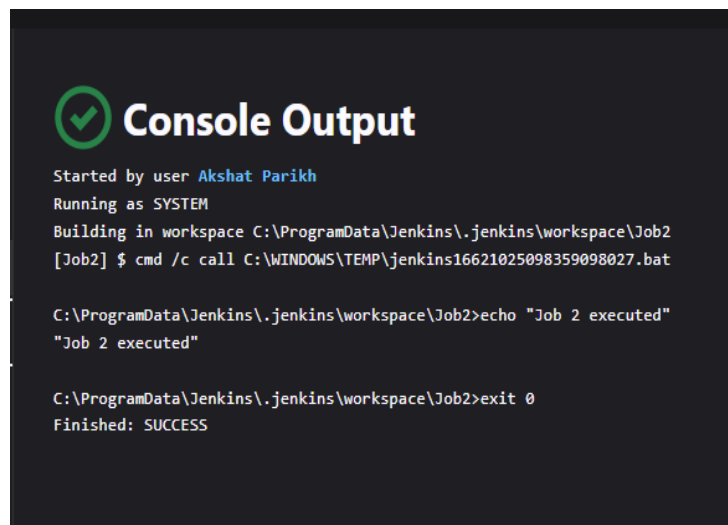 Console Output
Started by user Akshat Parikh
Running as SYSTEM
Building in workspace C:\ProgramData\Jenkins\.jenkins\workspace\Job2
[Job2] $ cmd /c call C:\WINDOWS\TEMP\jenkins16621025098359098027.bat
C:\ProgramData\Jenkins\.jenkins\workspace\Job2>echo "Job 2 executed"
"Job 2 executed"
C:\ProgramData\Jenkins\.jenkins\workspace\Job2>exit 0
Finished: SUCCESS